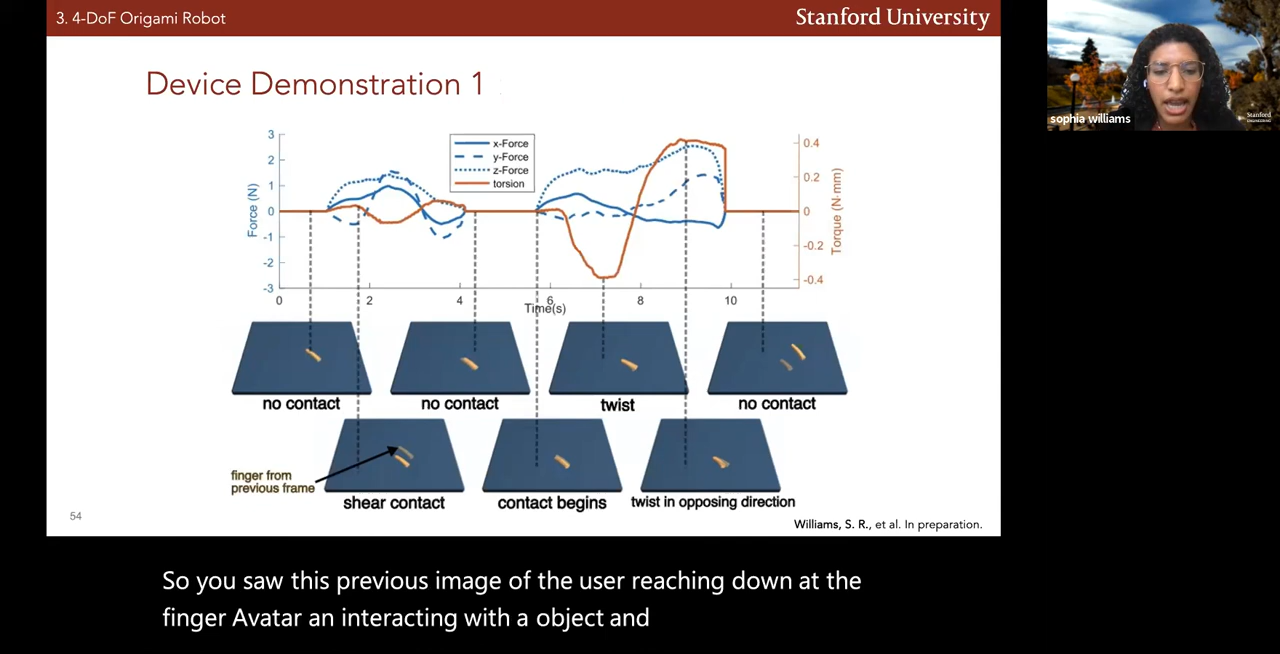 3. 4-DoF Origami Robot
Stanford University
sophia williams
Stanford
ENGINEERING
Device Demonstration 1
x-Force
y-Force
z-Force
torsion
Force (N)
3
2
1
0
-1
-2
-3
0.4
0.2
0
-0.2
-0.4
Torque (N·mm)
0 2 4 6 8 10
Time(s)
no contact no contact twist no contact
finger from
previous frame
shear contact contact begins twist in opposing direction
54
Williams, S. R., et al. In preparation.
So you saw this previous image of the user reaching down at the
finger Avatar an interacting with a object and